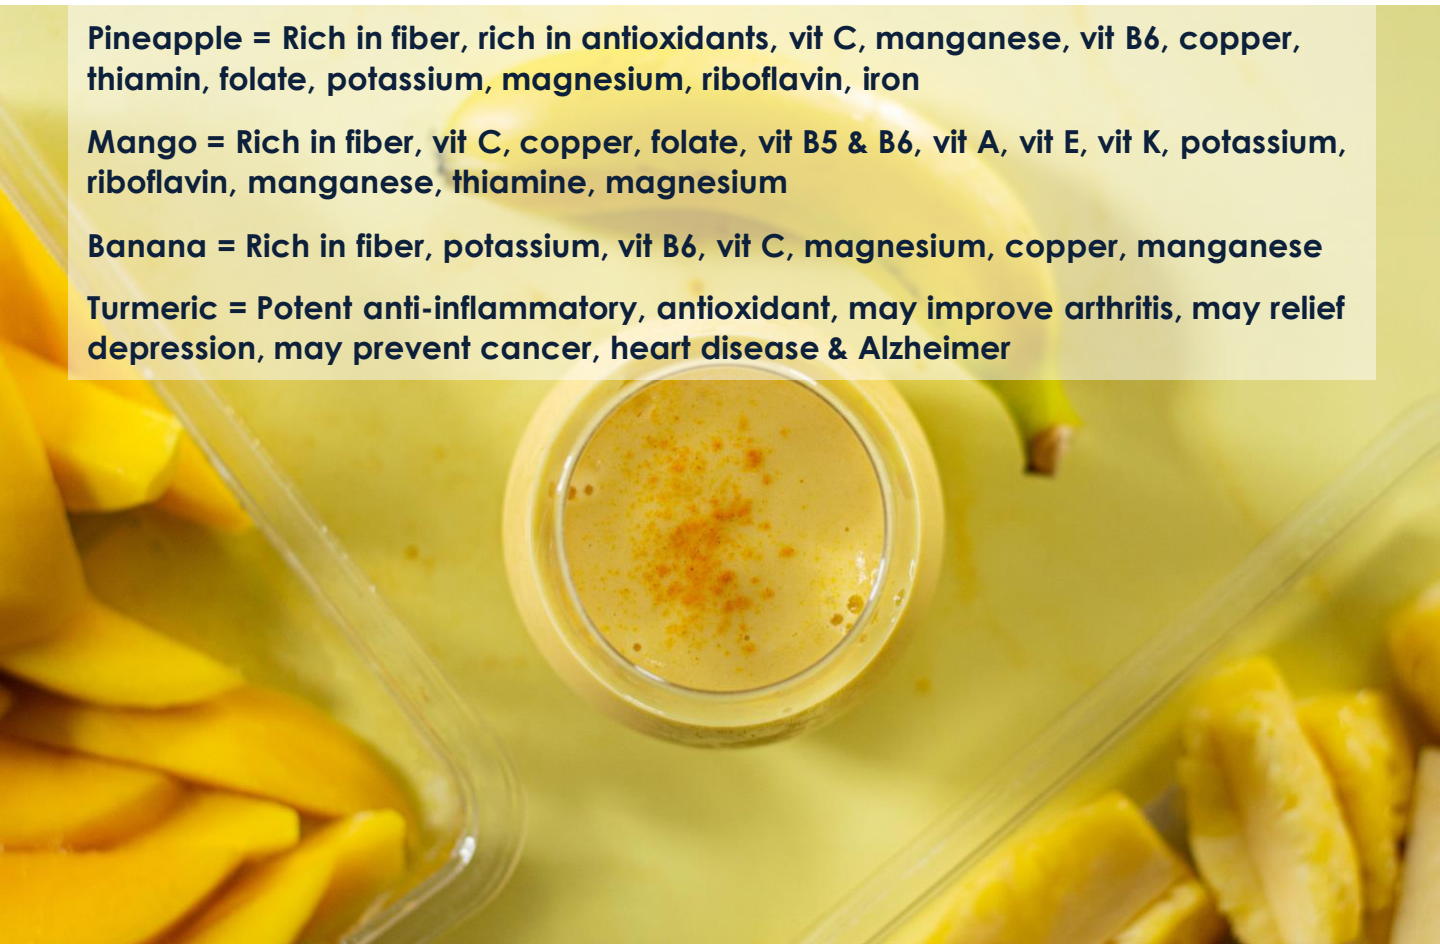 Pineapple = Rich in fiber, rich in antioxidants, vit C, manganese, vit B6, copper,
thiamin, folate, potassium, magnesium, riboflavin, iron
Mango = Rich in fiber, vit C, copper, folate, vit B5 & B6, vit A, vit E, vit K, potassium,
riboflavin, manganese, thiamine, magnesium
Banana = Rich in fiber, potassium, vit B6, vit C, magnesium, copper, manganese
Turmeric = Potent anti-inflammatory, antioxidant, may improve arthritis, may relief
depression, may prevent cancer, heart disease & Alzheimer